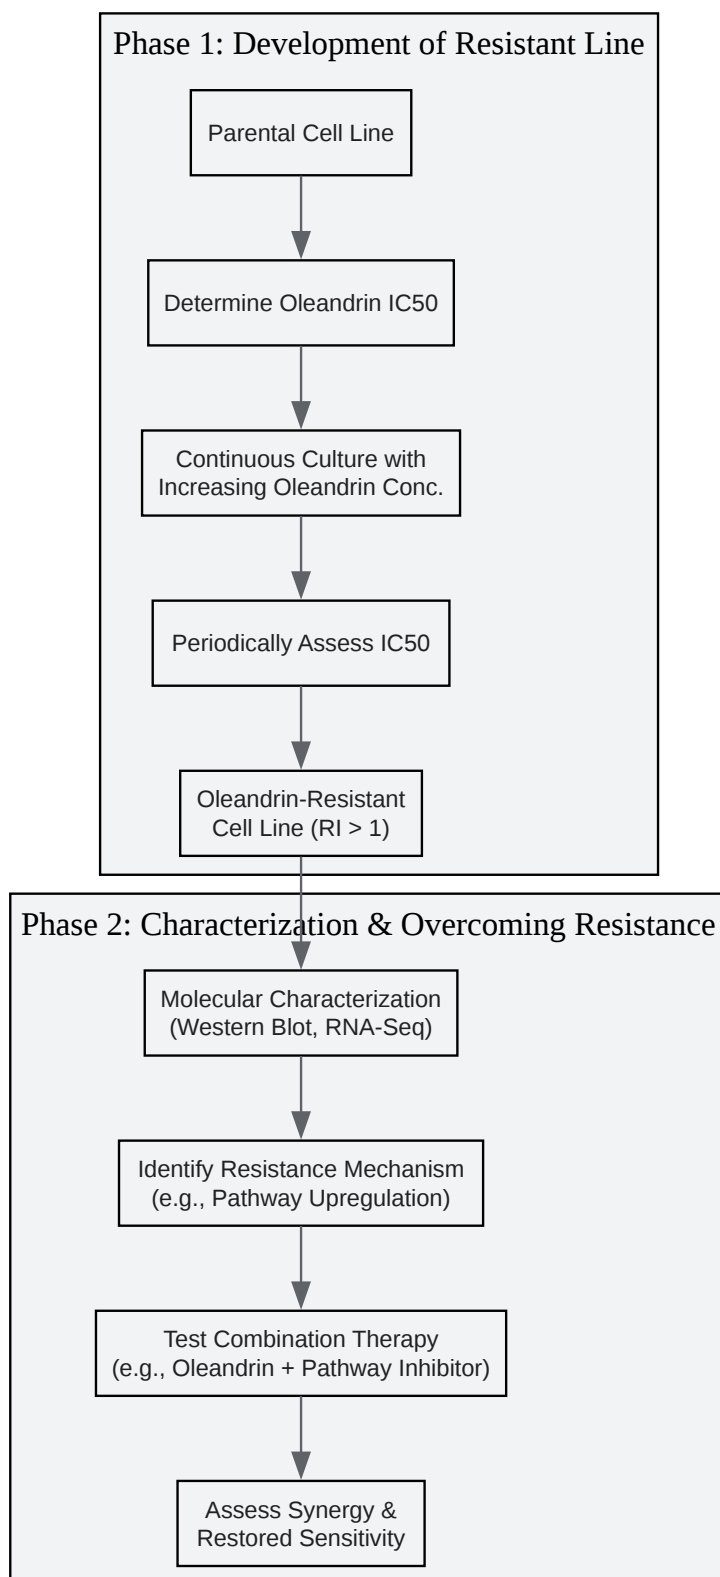 Phase 1: Development of Resistant Line
Parental Cell Line
Determine Oleandrin IC50
Continuous Culture with
Increasing Oleandrin Conc.
Periodically Assess IC50
Oleandrin-Resistant
Cell Line (RI > 1)
Phase 2: Characterization & Overcoming Resistance
Molecular Characterization
(Western Blot, RNA-Seq)
Identify Resistance Mechanism
(e.g., Pathway Upregulation)
Test Combination Therapy
(e.g., Oleandrin + Pathway Inhibitor)
Assess Synergy &
Restored Sensitivity